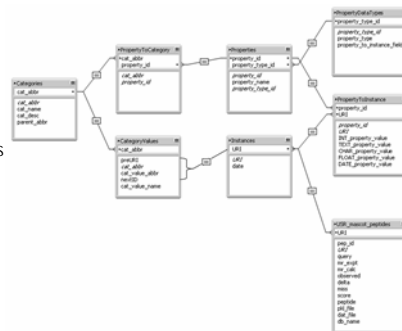 Categories
cat_abbr
cat_abbr
cat_name
cat_desc
parent_abbr
PropertyToCategory
cat_abbr
property_id
cat_abbr
property_id
CategoryValues
cat_abbr
preURI
cat_abbr
cat_value_abbr
nextID
cat_value_name
Properties
property_id
property_type_id
property_id
name
property_type_id
Instances
URI
URI
date
PropertyDataTypes
property_type_id
property_type_id
property_type
property_to_instance_field
PropertyToInstance
property_id
URI
property_id
URI
INT_property_value
TEXT_property_value
CHAR_property_value
FLOAT_property_value
DATE_property_value
USR_mascot_peptides
URI
pep_id
URI
query
mr_expt
mr_calc
observed
delta
miss
score
peptide
pkl_file
dat_file
db_name
s